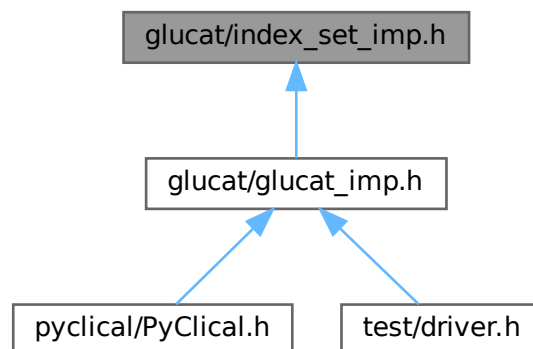 glucat/index_set_imp.h
glucat/glucat_imp.h
pyclical/PyClical.h
test/driver.h